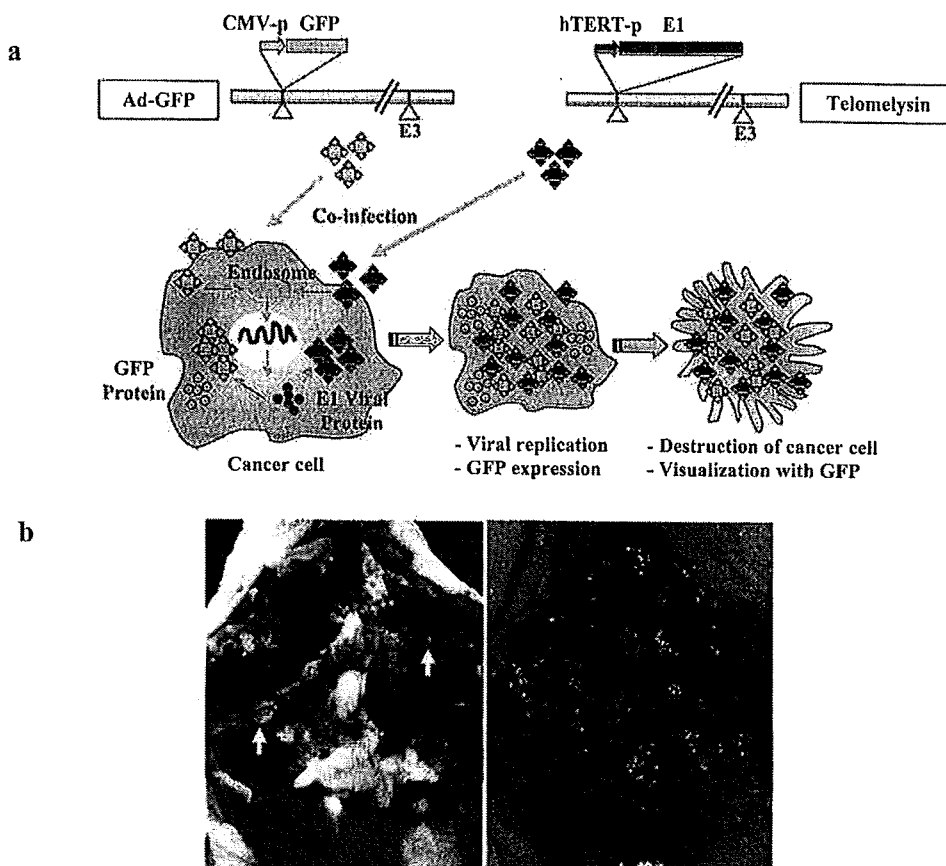 a
CMV-p GFP
hTERT-p E1
Ad-GFP
E3
E3
Telomelysin
Co-infection
Endosome
GFP
Protein
E1 Viral
Protein
Cancer cell
- Viral replication
- GFP expression
- Destruction of cancer cell
- Visualization with GFP
b